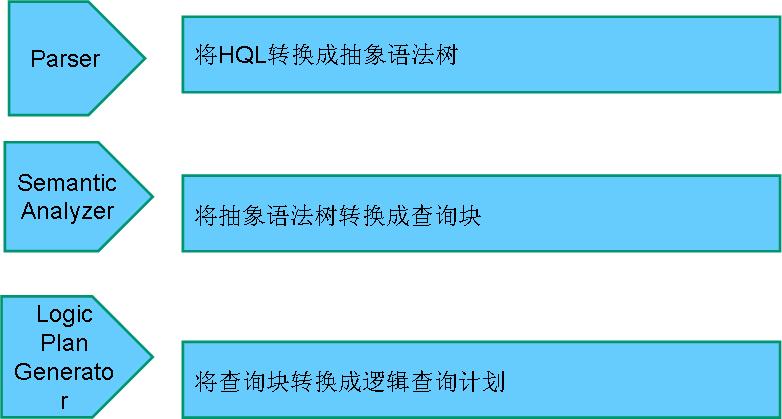 Parser
将HQL转换成抽象语法树
Semantic
Analyzer
将抽象语法树转换成查询块
Logic
Plan
Generato
r
将查询块转换成逻辑查询计划